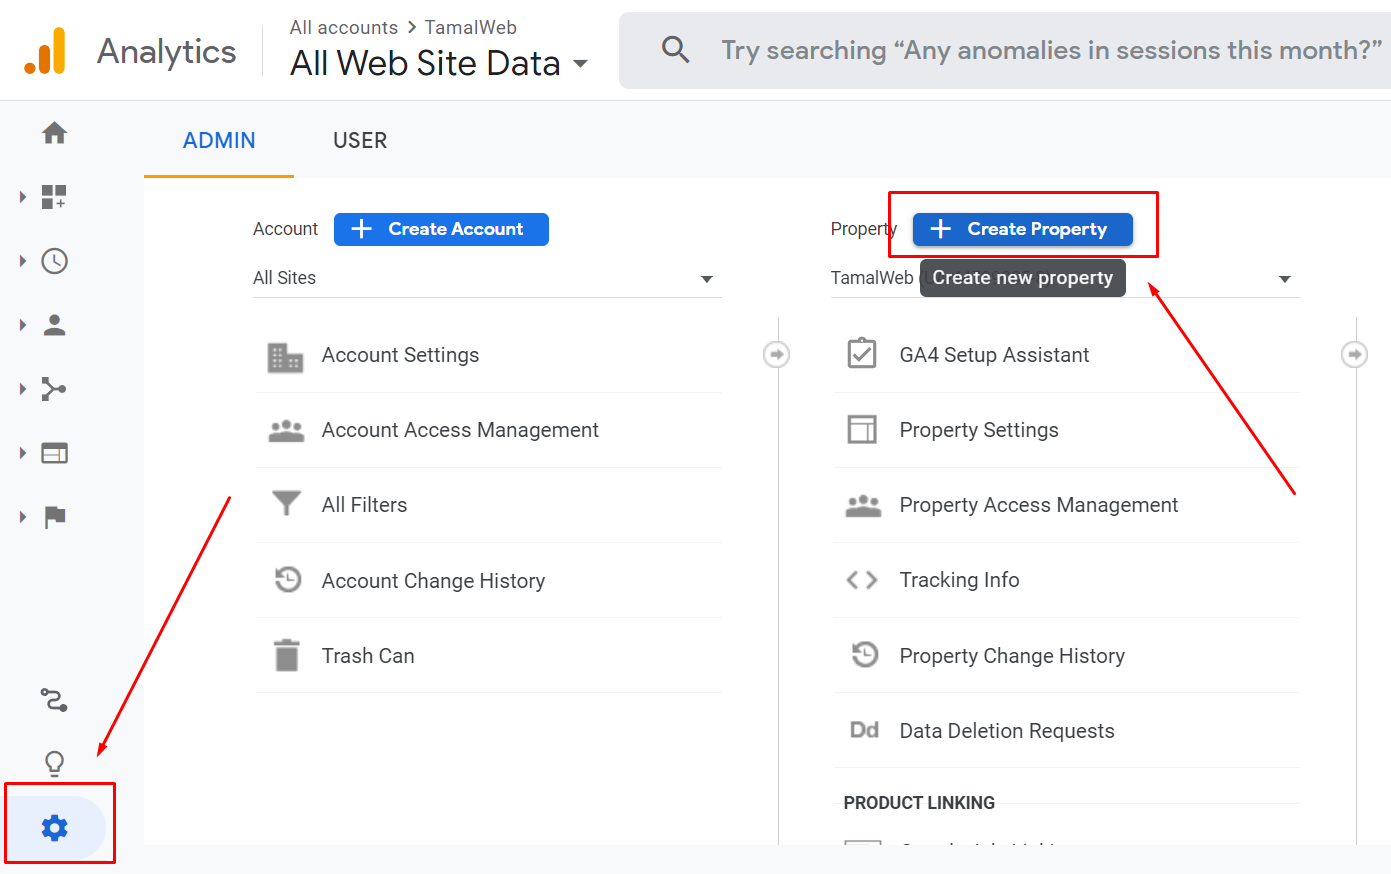 Analytics
All accounts > TamalWeb
All Web Site Data
Try searching “Any anomalies in sessions this month?”
ADMIN
USER
Account
Create Account
Property
Create Property
All Sites
TamalWeb
Create new property
Account Settings
Account Access Management
All Filters
Account Change History
Trash Can
GA4 Setup Assistant
Property Settings
Property Access Management
Tracking Info
Property Change History
Dd Data Deletion Requests
PRODUCT LINKING